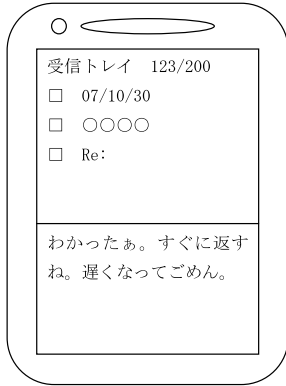 受信トレイ　123/200
□　07/10/30
□　○○○○
□　Re:
わかったぁ。すぐに返す
ね。遅くなってごめん。